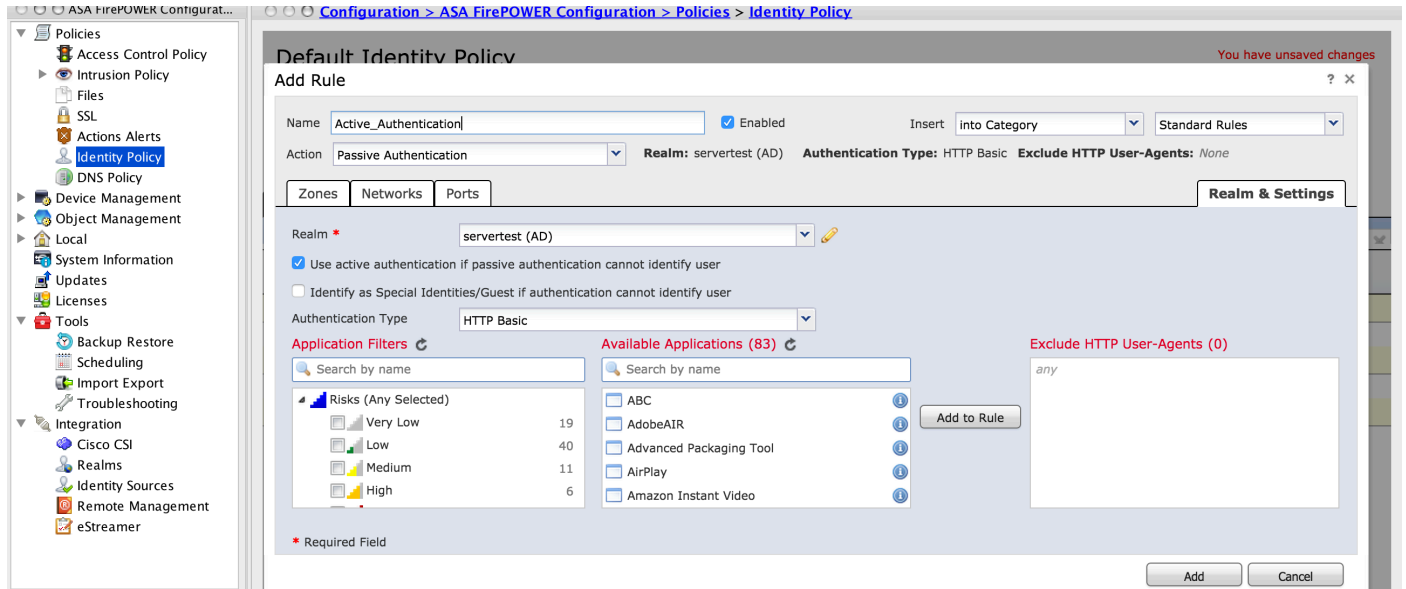 ASA FirePOWER Configurat...
Configuration > ASA FirePOWER Configuration > Policies > Identity Policy
Policies
Access Control Policy
Intrusion Policy
Files
SSL
Actions Alerts
Identity Policy
DNS Policy
Device Management
Object Management
Local
System Information
Updates
Licenses
Tools
Backup Restore
Scheduling
Import Export
Troubleshooting
Integration
Cisco CSI
Realms
Identity Sources
Remote Management
eStreamer
Default Identity Policy
You have unsaved changes
Add Rule
? ×
Name Active_Authentication Enabled Insert into Category Standard Rules
Action Passive Authentication Realm: servertest (AD) Authentication Type: HTTP Basic Exclude HTTP User-Agents: None
Zones Networks Ports Realm & Settings
Realm * servertest (AD)
Use active authentication if passive authentication cannot identify user
Identify as Special Identities/Guest if authentication cannot identify user
Authentication Type HTTP Basic
Application Filters
Search by name
Risks (Any Selected)
Very Low 19
Low 40
Medium 11
High 6
Available Applications (83)
Search by name
ABC
AdobeAIR
Advanced Packaging Tool
AirPlay
Amazon Instant Video
Add to Rule
Exclude HTTP User-Agents (0)
any
* Required Field
Add Cancel